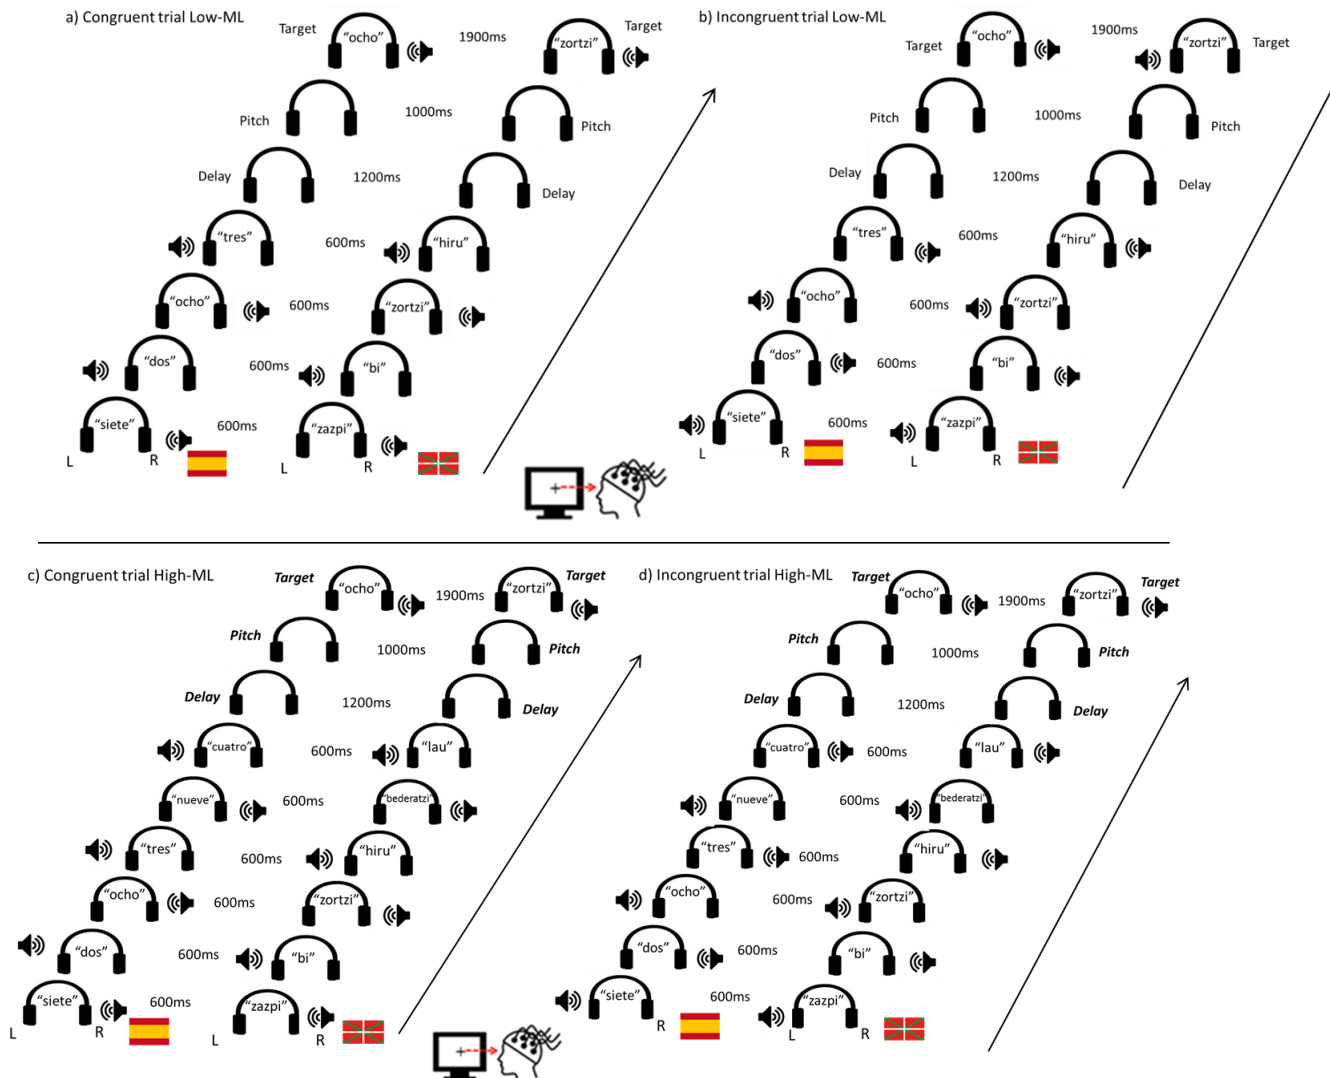 a) Congruent trial Low-ML
Target
"ocho"
1900ms
"zortzi"
Target
Pitch
1000ms
Pitch
Delay
1200ms
Delay
"tres"
600ms
"hiru"
"ocho"
600ms
"zortzi"
"dos"
600ms
"bi"
"siete"
600ms
"zazpi"
L
R
L
R
b) Incongruent trial Low-ML
Target
"ocho"
1900ms
"zortzi"
Target
Pitch
1000ms
Pitch
Delay
1200ms
Delay
"tres"
600ms
"hiru"
"ocho"
600ms
"zortzi"
"dos"
600ms
"bi"
"siete"
600ms
"zazpi"
L
R
L
R
c) Congruent trial High-ML
Target
"ocho"
1900ms
"zortzi"
Target
Pitch
1000ms
Pitch
Delay
1200ms
Delay
"cuatro"
600ms
"lau"
"nueve"
600ms
"bederatzi"
"tres"
600ms
"hiru"
"ocho"
600ms
"zortzi"
"dos"
600ms
"bi"
"siete"
600ms
"zazpi"
L
R
L
R
d) Incongruent trial High-ML
Target
"ocho"
1900ms
"zortzi"
Target
Pitch
1000ms
Pitch
Delay
1200ms
Delay
"cuatro"
600ms
"lau"
"nueve"
600ms
"bederatzi"
"tres"
600ms
"hiru"
"ocho"
600ms
"zortzi"
"dos"
600ms
"bi"
"siete"
600ms
"zazpi"
R
L
R